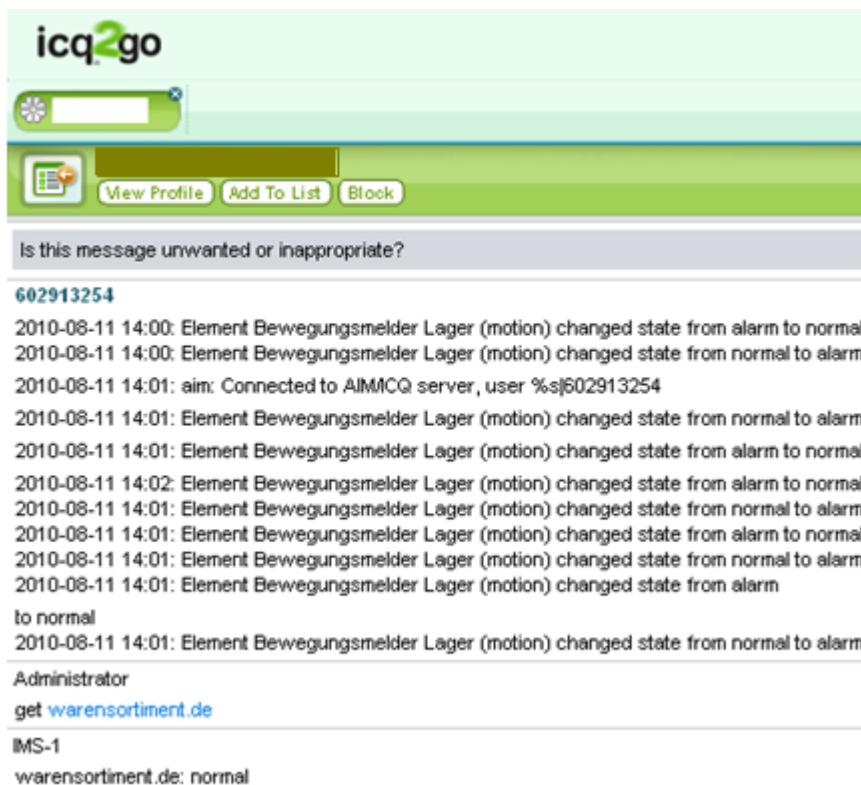 icq2go
View Profile Add To List Block
Is this message unwanted or inappropriate?
602913254
2010-08-11 14:00: Element Bewegungsmelder Lager (motion) changed state from alarm to normal
2010-08-11 14:00: Element Bewegungsmelder Lager (motion) changed state from normal to alarm
2010-08-11 14:01: aim: Connected to AIM/ICQ server, user %s|602913254
2010-08-11 14:01: Element Bewegungsmelder Lager (motion) changed state from normal to alarm
2010-08-11 14:01: Element Bewegungsmelder Lager (motion) changed state from alarm to normal
2010-08-11 14:02: Element Bewegungsmelder Lager (motion) changed state from alarm to normal
2010-08-11 14:01: Element Bewegungsmelder Lager (motion) changed state from normal to alarm
2010-08-11 14:01: Element Bewegungsmelder Lager (motion) changed state from alarm to normal
2010-08-11 14:01: Element Bewegungsmelder Lager (motion) changed state from normal to alarm
2010-08-11 14:01: Element Bewegungsmelder Lager (motion) changed state from alarm
to normal
2010-08-11 14:01: Element Bewegungsmelder Lager (motion) changed state from normal to alarm
Administrator
get warensortiment.de
IMS-1
warensortiment.de: normal